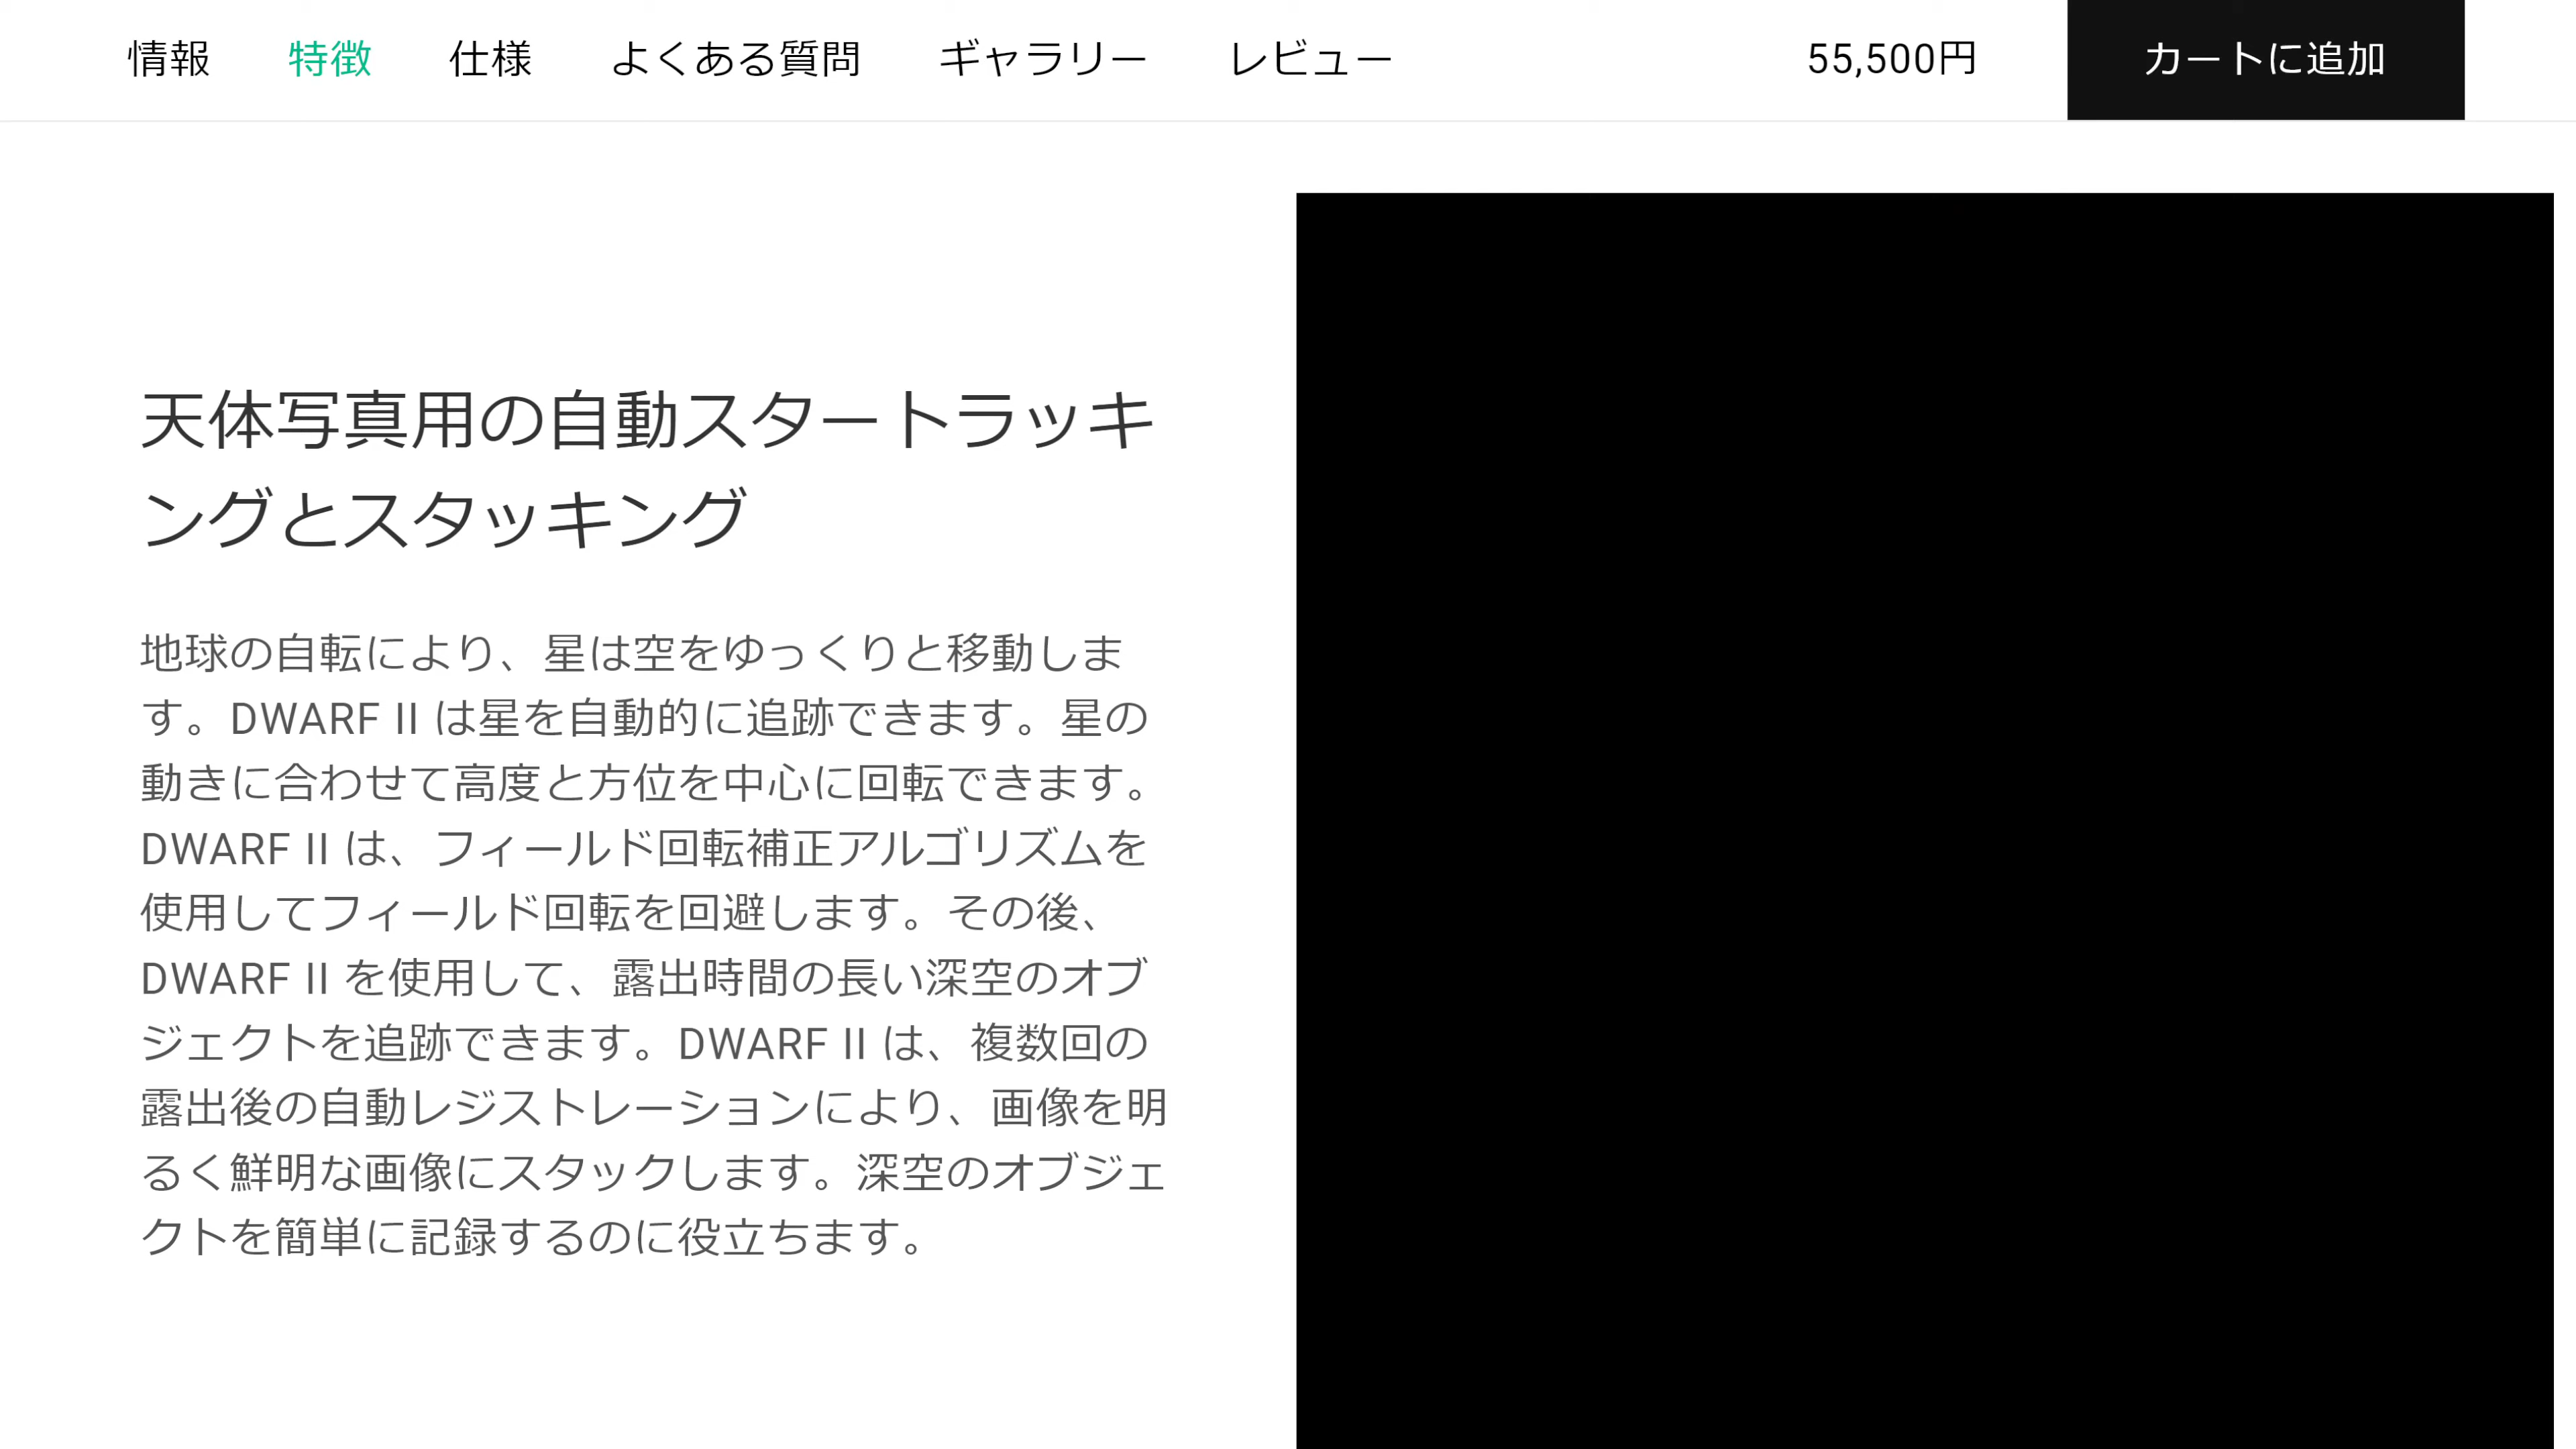 情報 特徴 仕様 よくある質問 ギャラリー レビュー 55,500円 カートに追加
天体写真用の自動スタートラッキ
ングとスタッキング
地球の自転により、星は空をゆっくりと移動しま
す。DWARF II は星を自動的に追跡できます。星の
動きに合わせて高度と方位を中心に回転できます。
DWARF II は、フィールド回転補正アルゴリズムを
使用してフィールド回転を回避します。その後、
DWARF II を使用して、露出時間の長い深空のオブ
ジェクトを追跡できます。DWARF II は、複数回の
露出後の自動レジストレーションにより、画像を明
るく鮮明な画像にスタックします。深空のオブジェ
クトを簡単に記録するのに役立ちます。